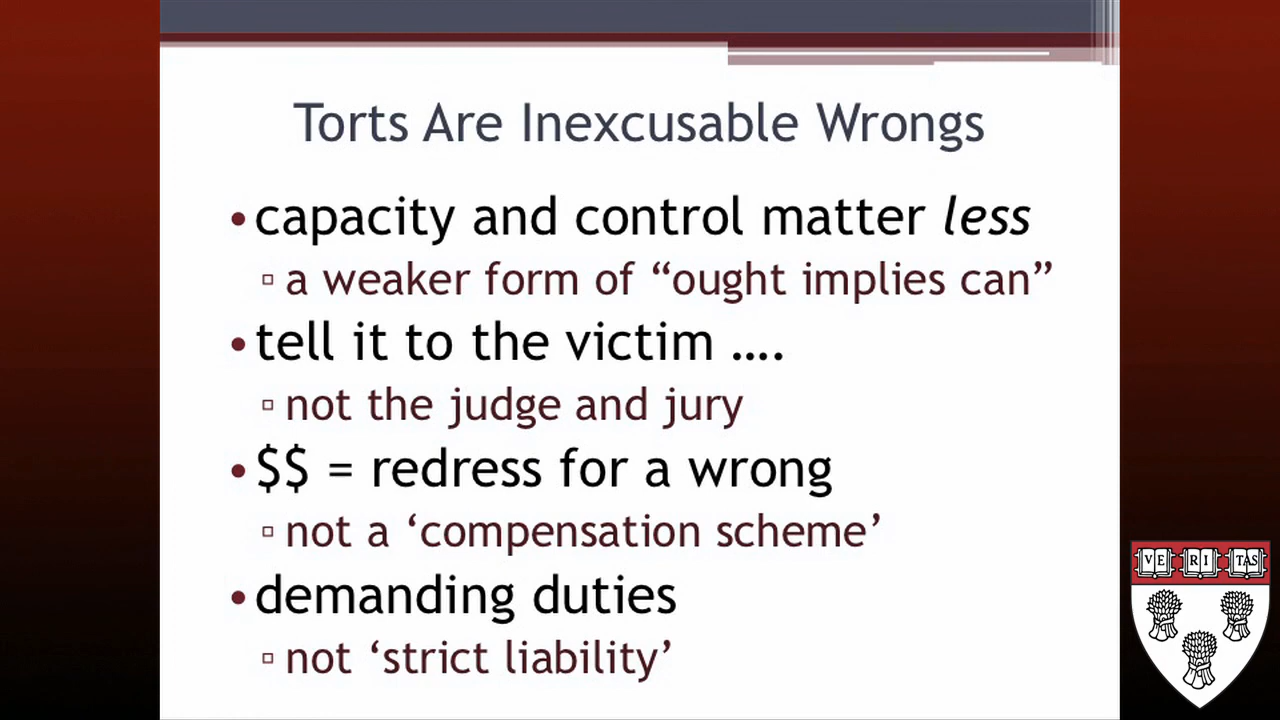 Torts Are Inexcusable Wrongs
•capacity and control matter less
▫a weaker form of “ought implies can”
•tell it to the victim ….
▫not the judge and jury
•$$ = redress for a wrong
▫not a ‘compensation scheme’
•demanding duties
▫not ‘strict liability’
VE RI TAS